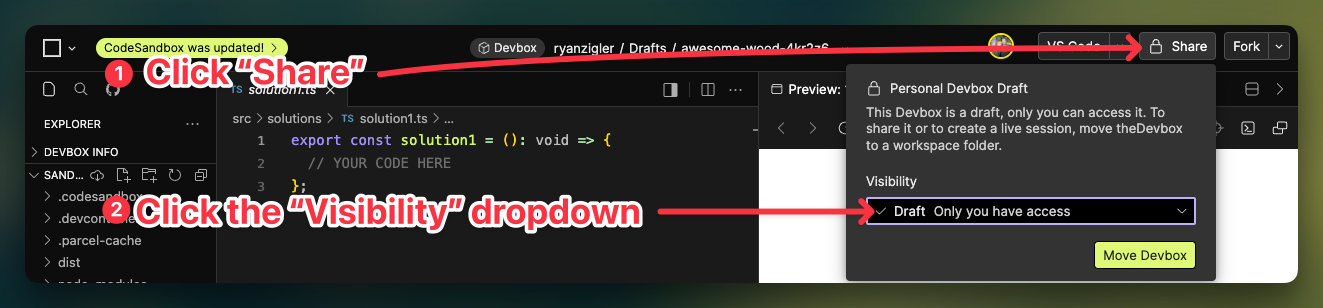 CodeSandbox was updated! >
Devbox ryanzigler / Drafts / awesome-wood-4kr2z6
VS Code
Share
Fork
1 Click “Share”
TS solution1.ts
Preview:
EXPLORER
DEVBOX INFO
.codesandbox
.parcel-cache
dist
src > solutions > TS solution1.ts > ...
1 export const solution1 = (): void => {
2 // YOUR CODE HERE
3 };
2 Click the “Visibility” dropdown
Personal Devbox Draft
This Devbox is a draft, only you can access it. To
share it or to create a live session, move theDevbox
to a workspace folder.
Visibility
Draft Only you have access
Move Devbox